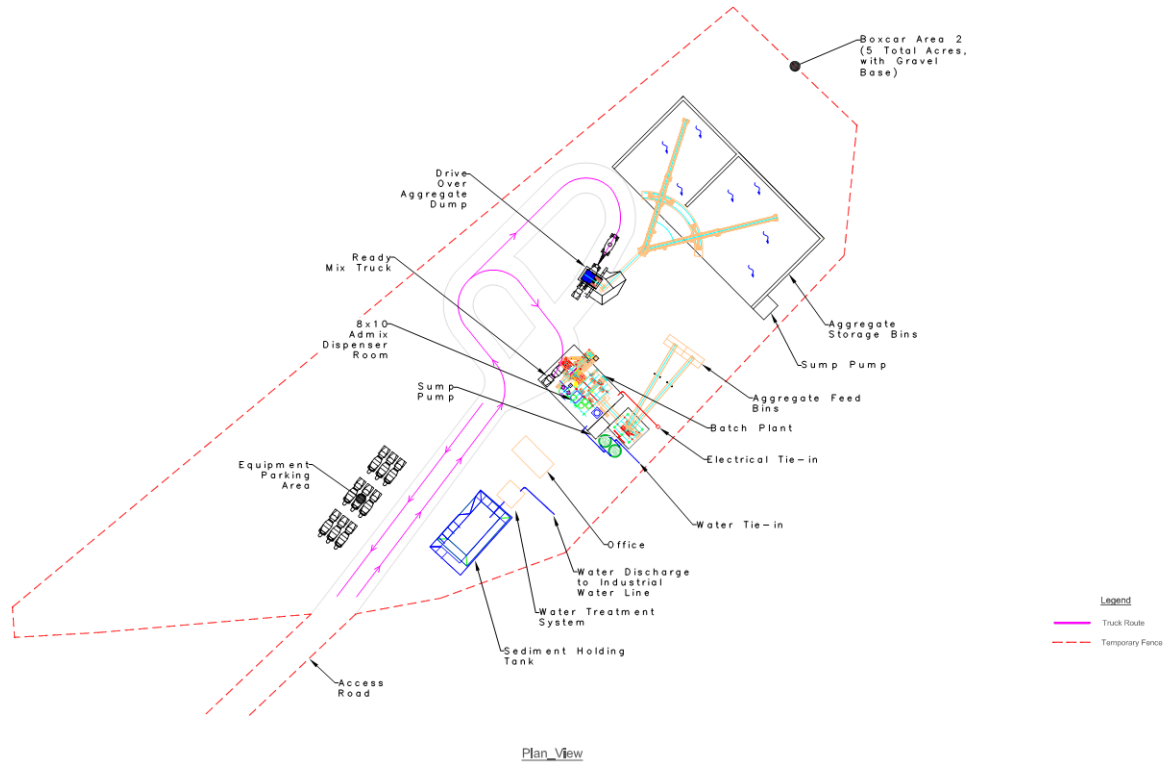 Boxcar Area 2
(5 Total Acres,
with Gravel
Base)
Drive
Over
Aggregate
Dump
Ready
Mix Truck
8x10
Admix
Dispenser
Room
Sump
Pump
Aggregate
Storage Bins
Sump Pump
Aggregate Feed
Bins
Batch Plant
Electrical Tie-in
Equipment
Parking
Area
Water Tie-in
Office
Water Discharge
to Industrial
Water Line
Water Treatment
System
Sediment Holding
Tank
Access
Road
Legend
Truck Route
Temporary Fence
Plan_View